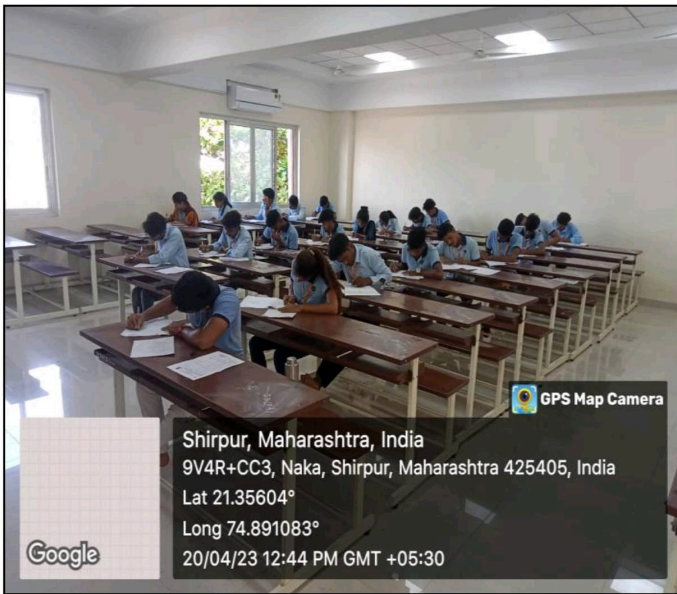 GPS Map Camera
Shirpur, Maharashtra, India
9V4R+CC3, Naka, Shirpur, Maharashtra 425405, India
Lat 21.35604°
Long 74.891083°
20/04/23 12:44 PM GMT +05:30
Google